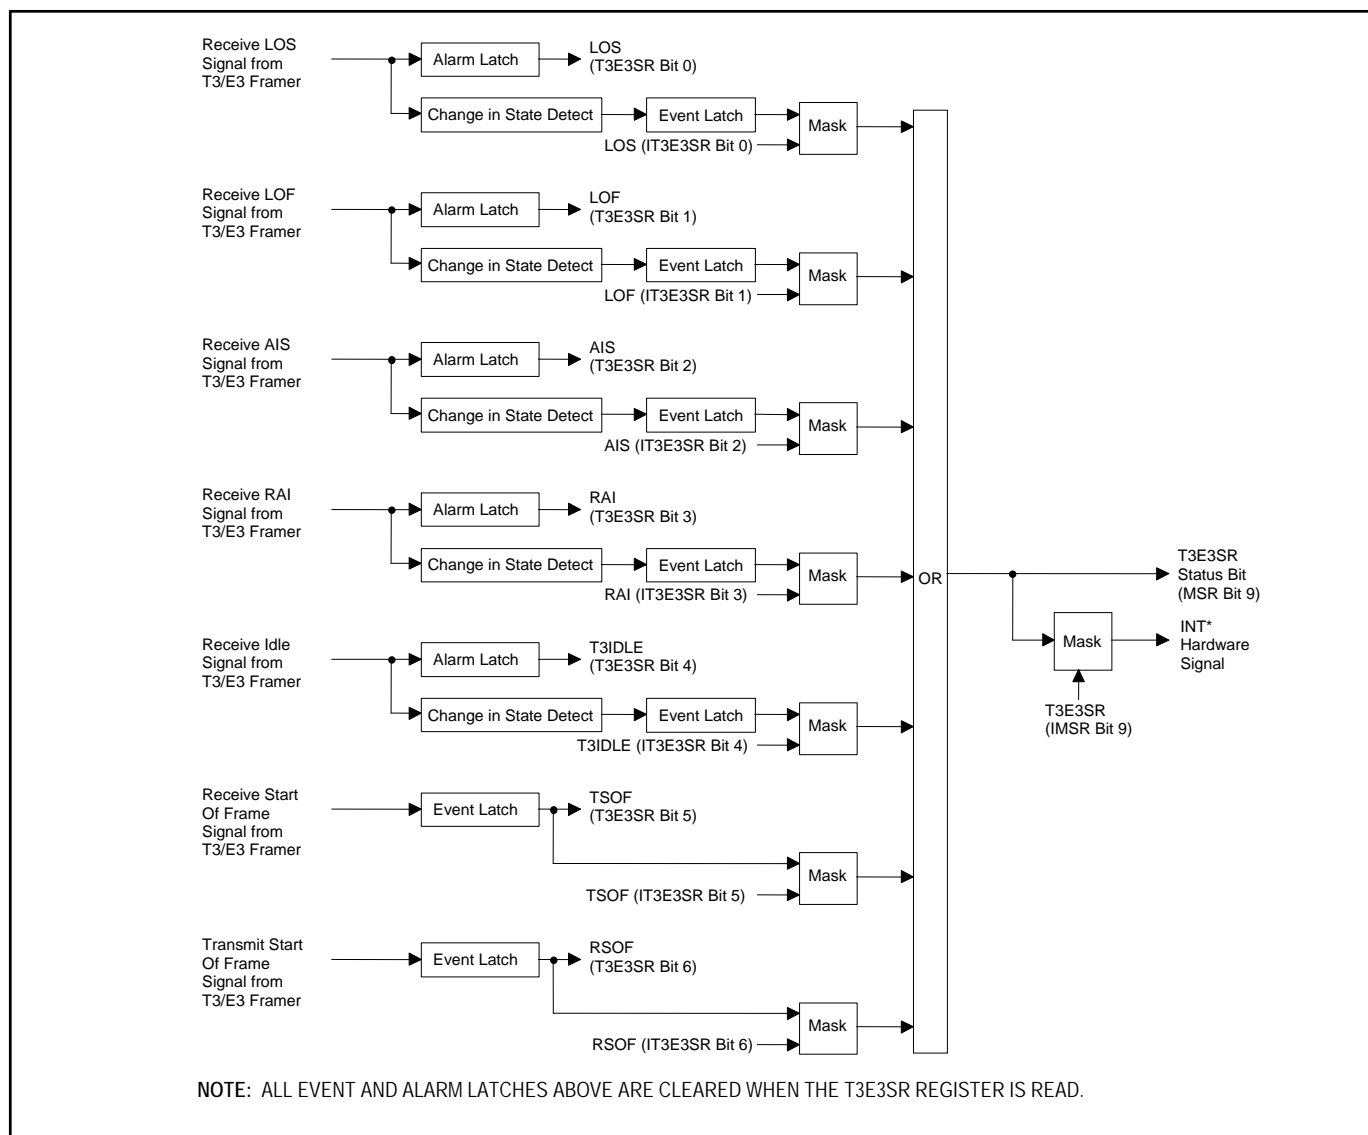 Receive LOS
Signal from
T3/E3 Framer
Alarm Latch
LOS
(T3E3SR Bit 0)
Change in State Detect
Event Latch
Mask
LOS (IT3E3SR Bit 0)
Receive LOF
Signal from
T3/E3 Framer
Alarm Latch
LOF
(T3E3SR Bit 1)
Change in State Detect
Event Latch
Mask
LOF (IT3E3SR Bit 1)
Receive AIS
Signal from
T3/E3 Framer
Alarm Latch
AIS
(T3E3SR Bit 2)
Change in State Detect
Event Latch
Mask
AIS (IT3E3SR Bit 2)
Receive RAI
Signal from
T3/E3 Framer
Alarm Latch
RAI
(T3E3SR Bit 3)
Change in State Detect
Event Latch
Mask
RAI (IT3E3SR Bit 3)
OR
T3E3SR
Status Bit
(MSR Bit 9)
Mask
INT*
Hardware
Signal
T3E3SR
(IMSR Bit 9)
Receive Idle
Signal from
T3/E3 Framer
Alarm Latch
T3IDLE
(T3E3SR Bit 4)
Change in State Detect
Event Latch
Mask
T3IDLE (IT3E3SR Bit 4)
Receive Start
Of Frame
Signal from
T3/E3 Framer
Event Latch
TSOF
(T3E3SR Bit 5)
Mask
TSOF (IT3E3SR Bit 5)
Transmit Start
Of Frame
Signal from
T3/E3 Framer
Event Latch
RSOF
(T3E3SR Bit 6)
Mask
RSOF (IT3E3SR Bit 6)
NOTE: ALL EVENT AND ALARM LATCHES ABOVE ARE CLEARED WHEN THE T3E3SR REGISTER IS READ.